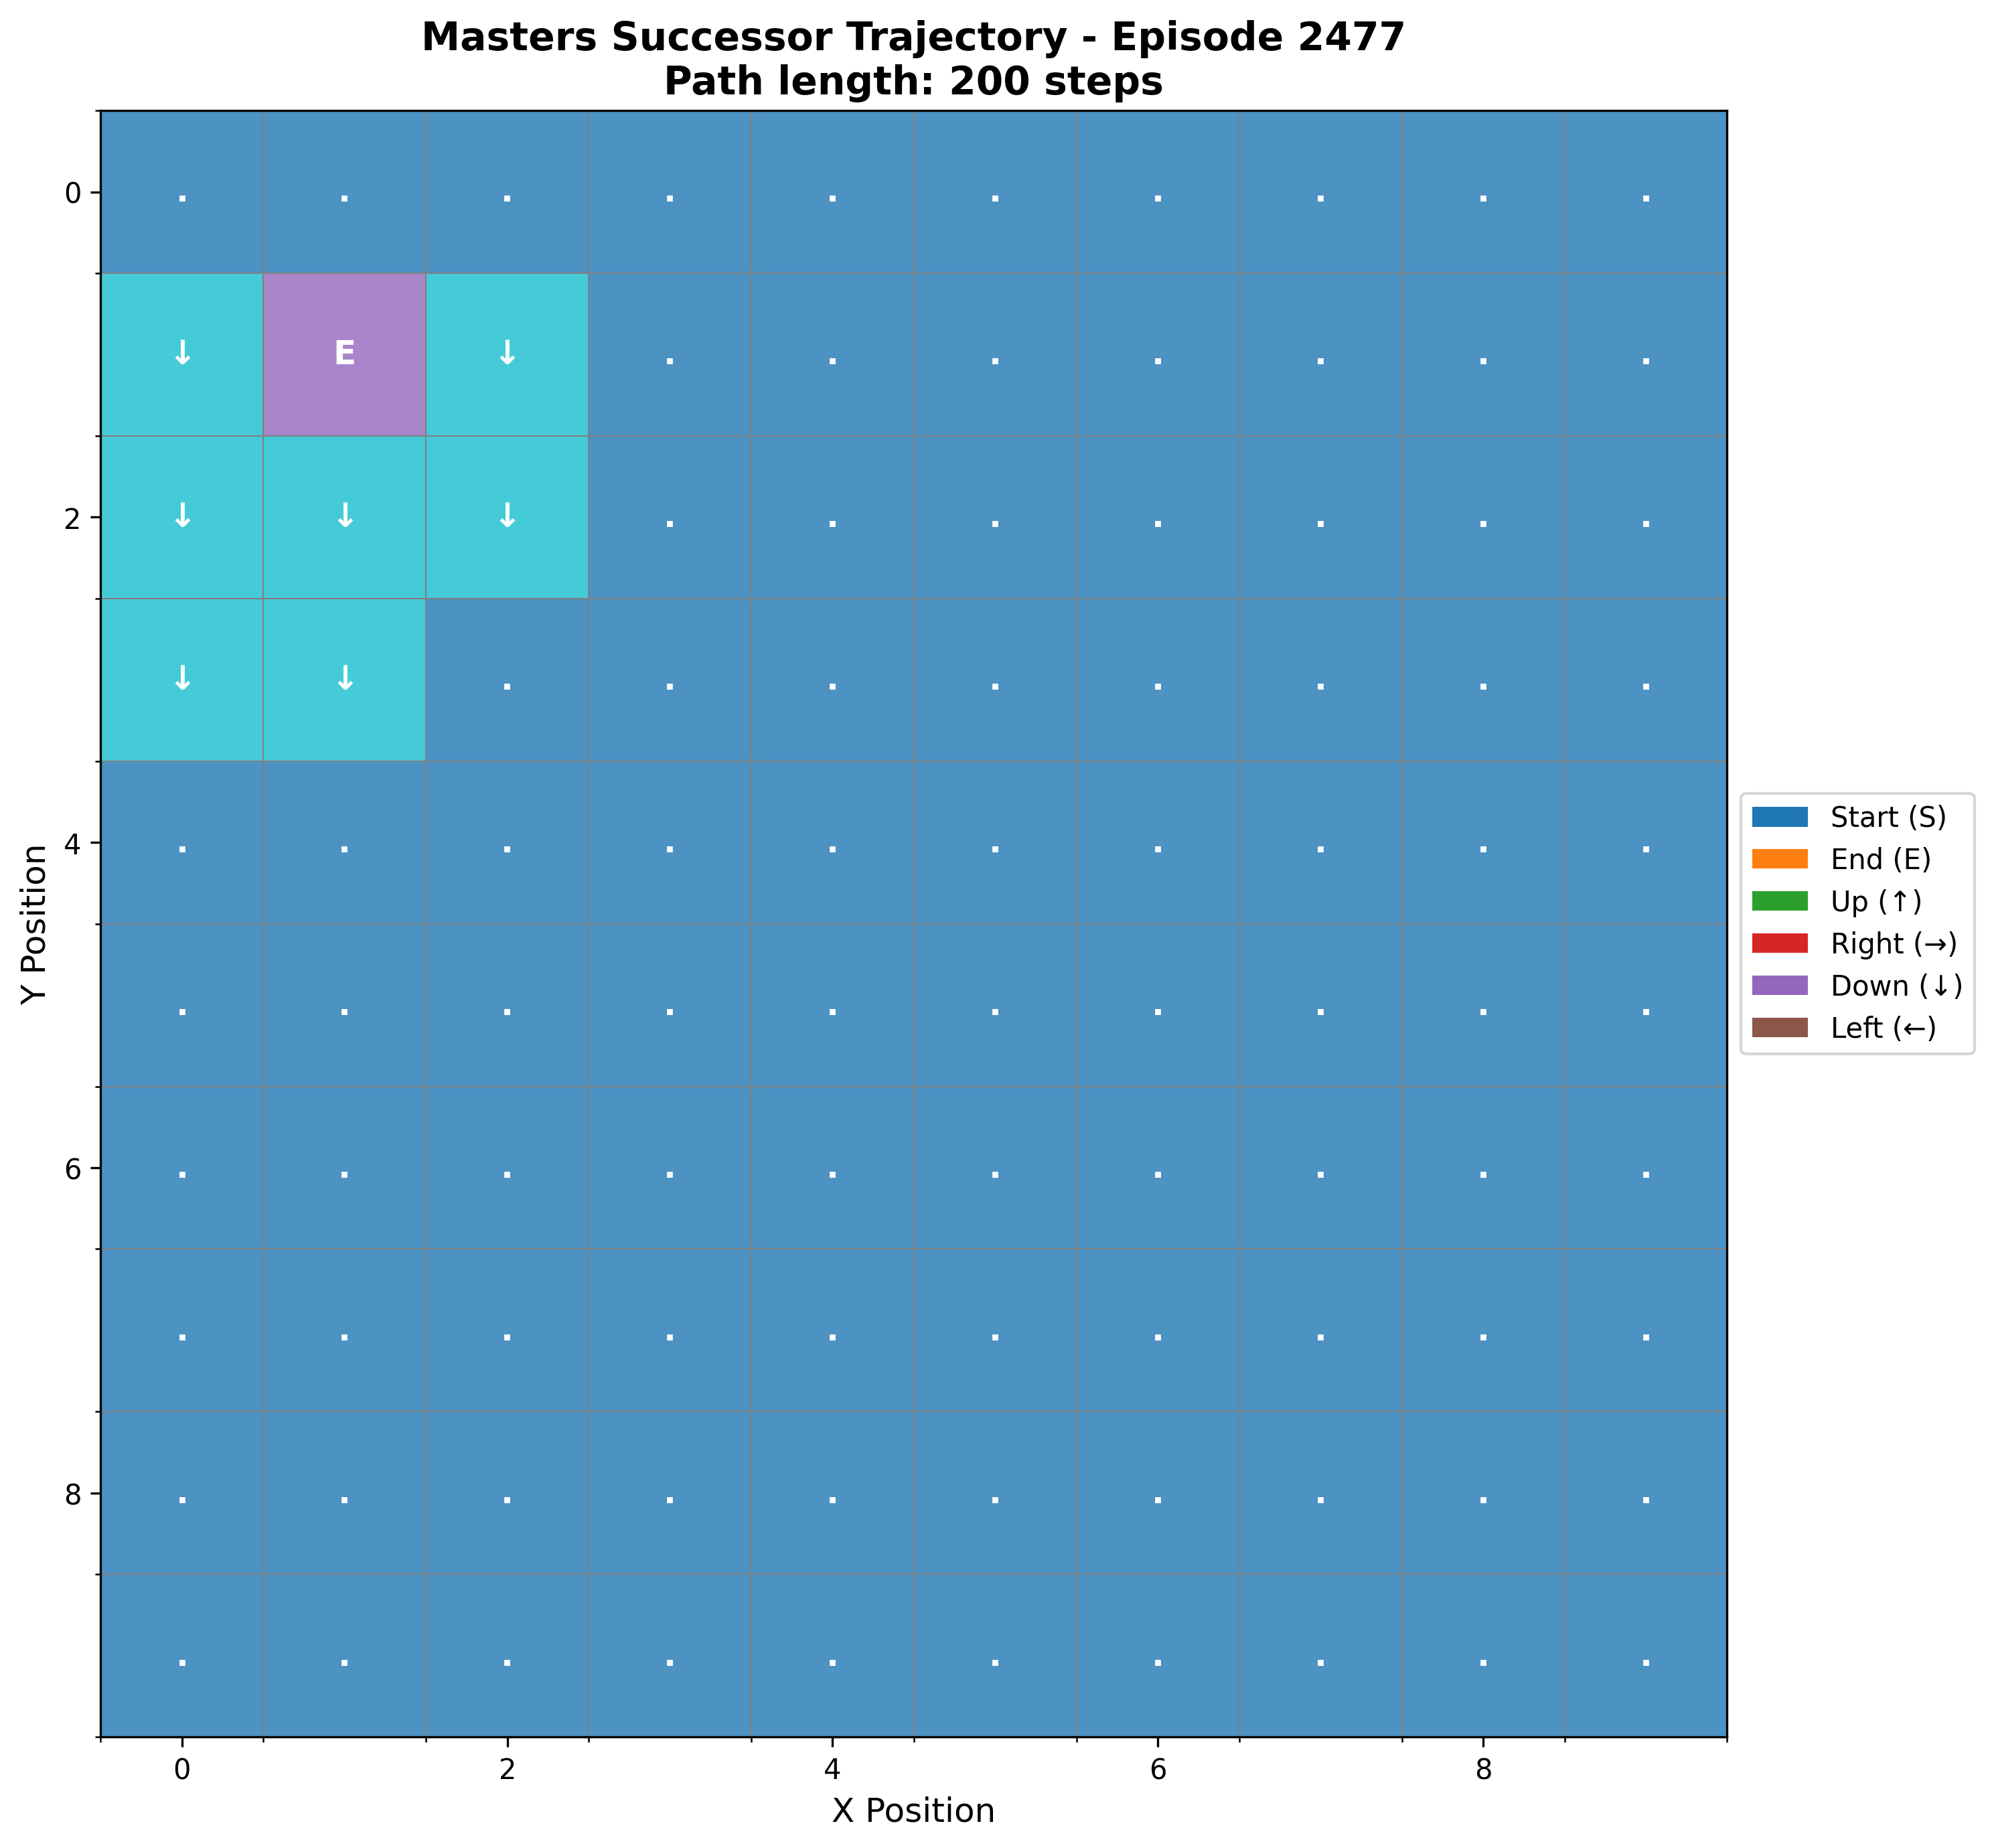 Masters Successor Trajectory - Episode 2477
Path length: 200 steps
0
↓ E ↓
2 ↓ ↓ ↓
↓ ↓
4
6
8
0 2 4 6 8
X Position
Y Position
Start (S)
End (E)
Up (↑)
Right (→)
Down (↓)
Left (←)